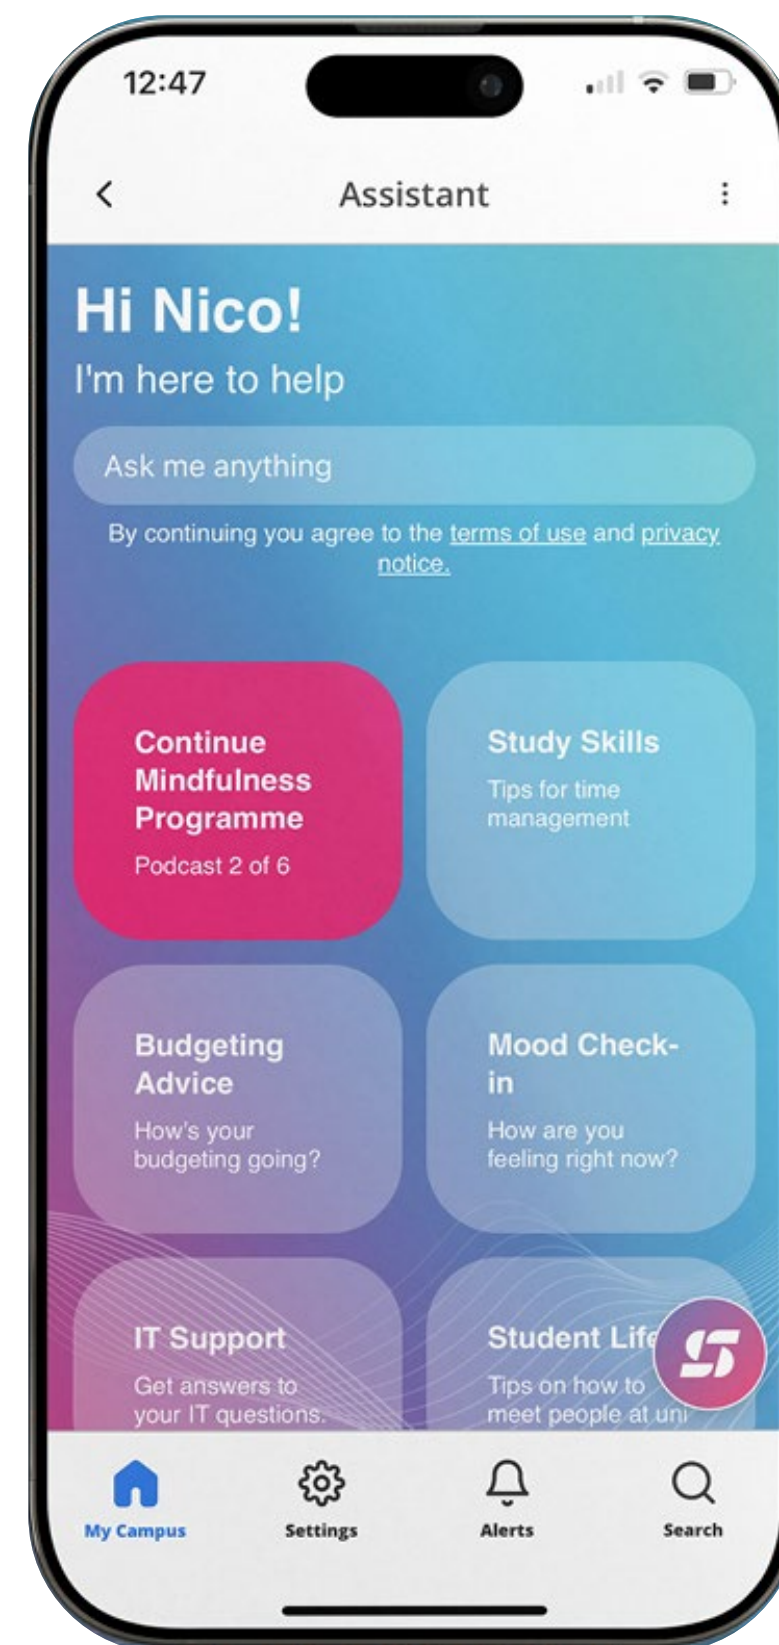 12:47
Assistant
Hi Nico!
I'm here to help
Ask me anything
By continuing you agree to the terms of use and privacy
notice.
Continue
Mindfulness
Programme
Podcast 2 of 6
Study Skills
Tips for time
management
Budgeting
Advice
How's your
budgeting going?
Mood Check-
in
How are you
feeling right now?
IT Support
Get answers to
your IT questions.
Student Life
Tips on how to
meet people at uni
My Campus
Settings
Alerts
Search